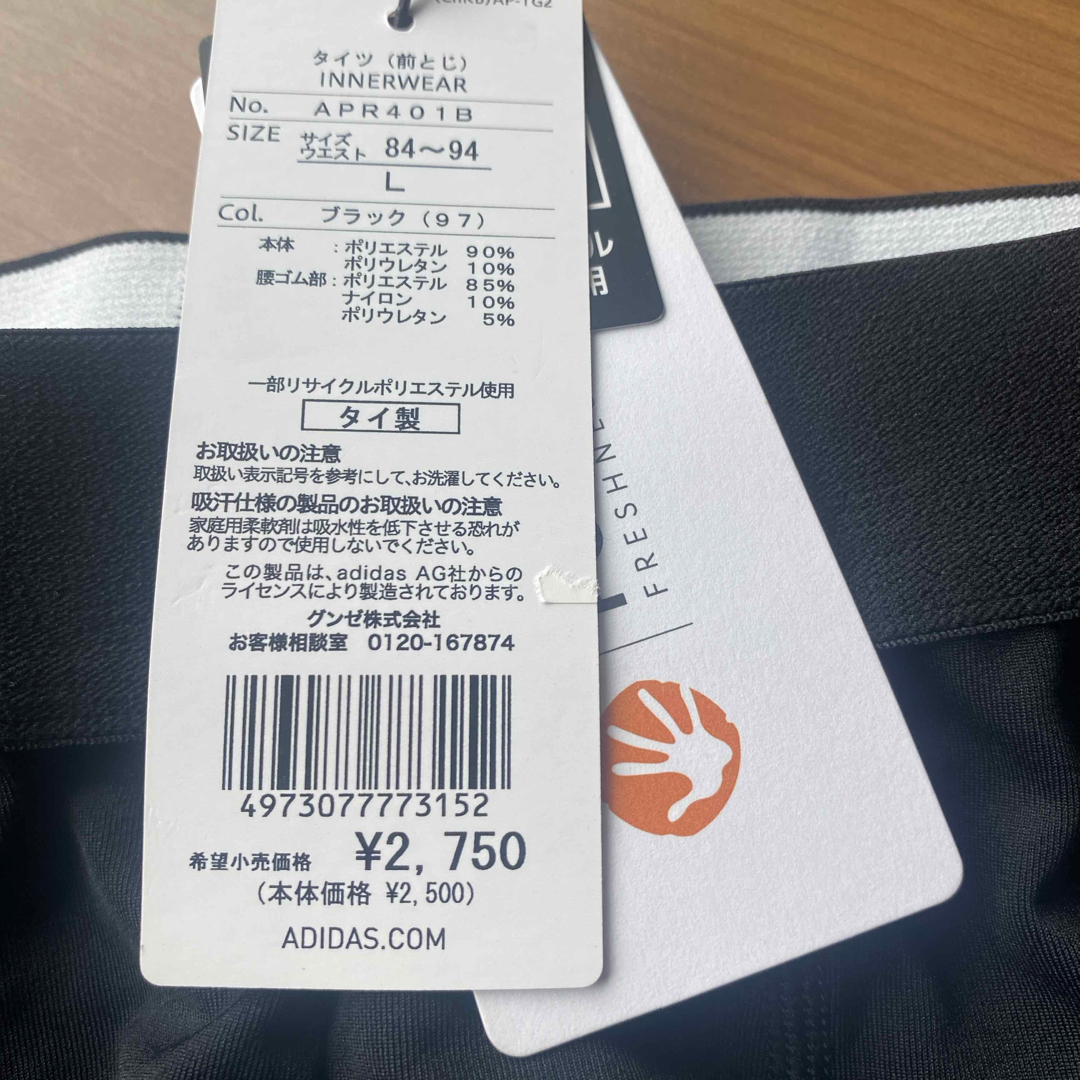 タイツ（前とじ）
INNERWEAR
No. APR401B
SIZE サイズ
ウエスト 84～94
L
Col. ブラック（97）
本体 ：ポリエステル 90%
ポリウレタン 10%
腰ゴム部：ポリエステル 85%
ナイロン 10%
ポリウレタン 5%
一部リサイクルポリエステル使用
タイ製
お取扱いの注意
取扱い表示記号を参考にして、お洗濯してください。
吸汗仕様の製品のお取扱いの注意
家庭用柔軟剤は吸水性を低下させる恐れが
ありますので使用しないでください。
この製品は、adidas AG社からの
ライセンスにより製造されております。
グンゼ株式会社
お客様相談室 0120-167874
4973077773152
希望小売価格 ¥2,750
（本体価格 ¥2,500）
ADIDAS.COM
ル
用
FRESHNE